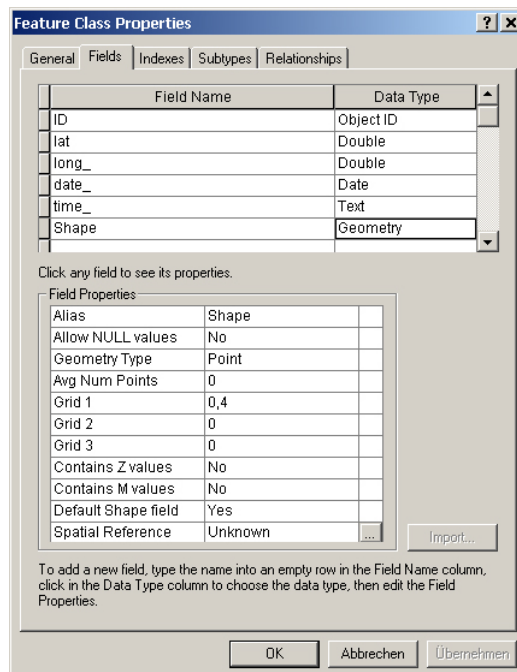 Feature Class Properties
General Fields Indexes Subtypes Relationships
Field Name Data Type
ID Object ID
lat Double
long_ Double
date_ Date
time_ Text
Shape Geometry
Click any field to see its properties.
Field Properties
Alias Shape
Allow NULL values No
Geometry Type Point
Avg Num Points 0
Grid 1 0,4
Grid 2 0
Grid 3 0
Contains Z values No
Contains M values No
Default Shape field Yes
Spatial Reference Unknown ...
Import...
To add a new field, type the name into an empty row in the Field Name column,
click in the Data Type column to choose the data type, then edit the Field
Properties.
OK Abbrechen Übernehmen